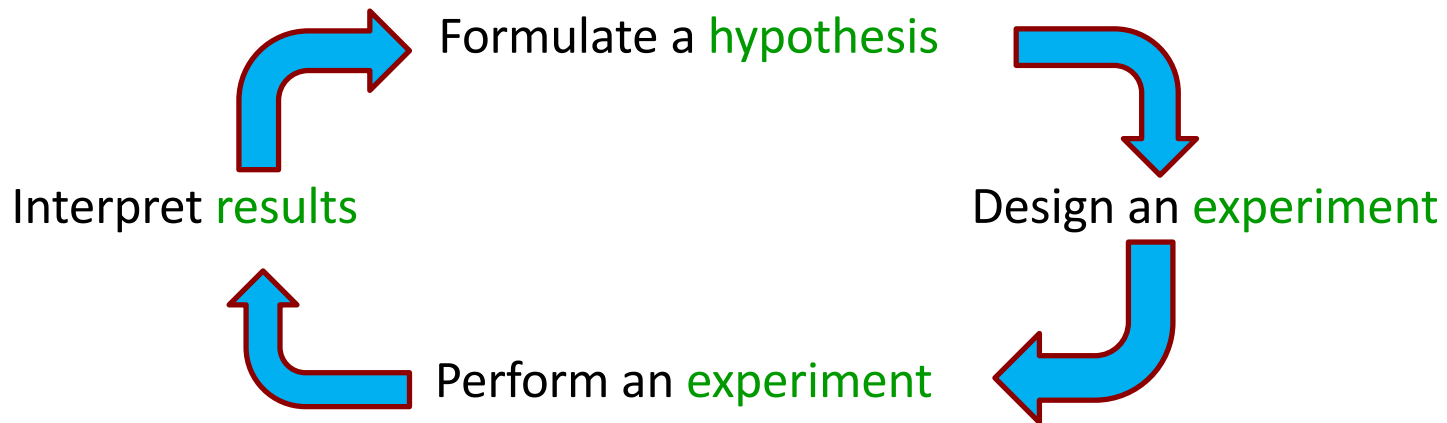 Formulate a hypothesis
Interpret results
Design an experiment
Perform an experiment